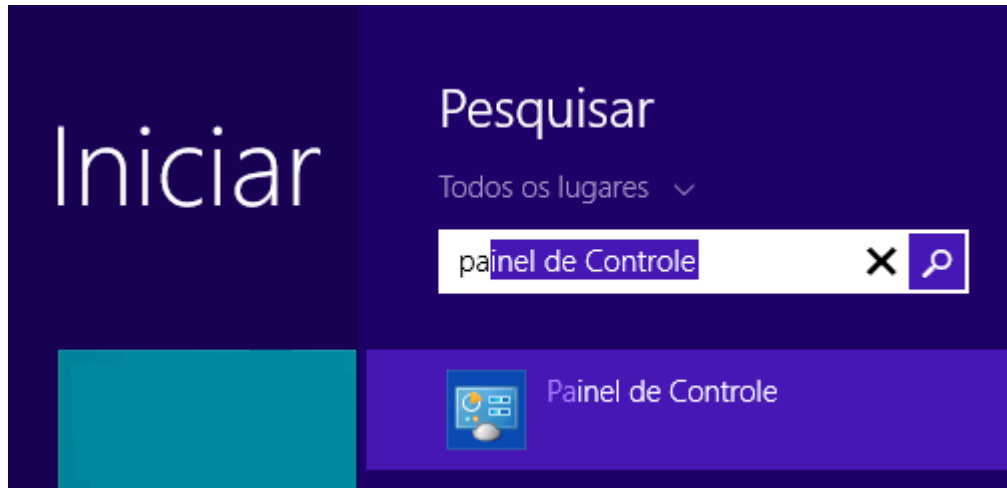 Iniciar
Pesquisar
Todos os lugares
painel de Controle
Painel de Controle